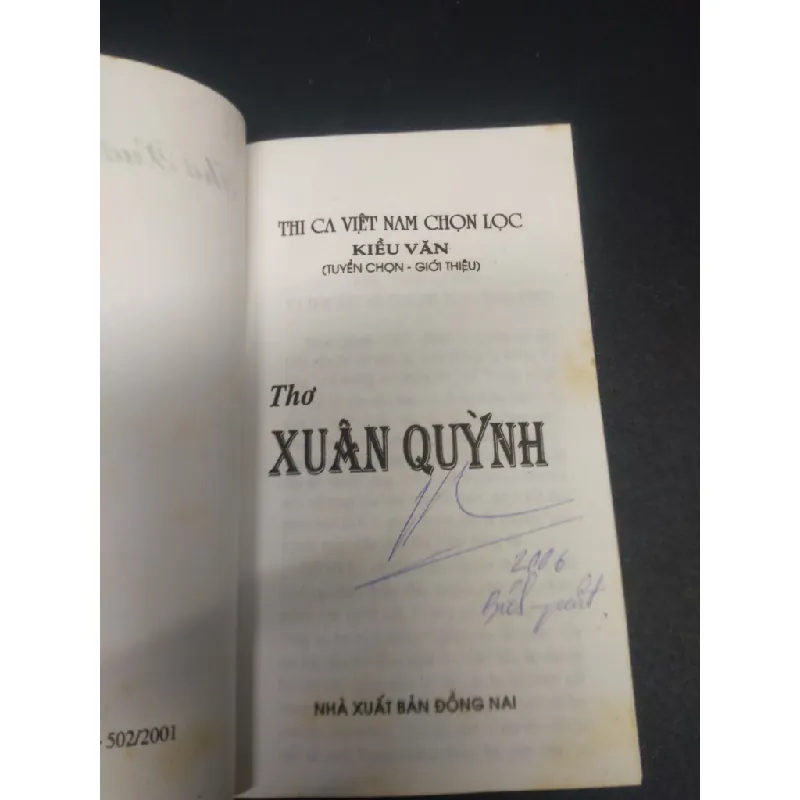 THI CA VIỆT NAM CHỌN LỌC
KIỀU VĂN
(TUYỂN CHỌN - GIỚI THIỆU)
Thơ
XUÂN QUỲNH
2006
NHÀ XUẤT BẢN ĐỒNG NAI
502/2001